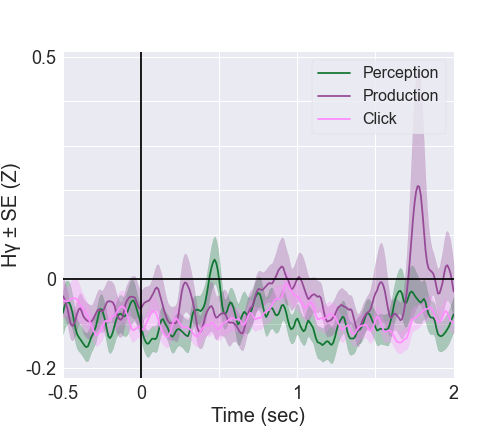 0.5
0
-0.2
Hγ ± SE (Z)
Perception
Production
Click
-0.5
0
1
2
Time (sec)